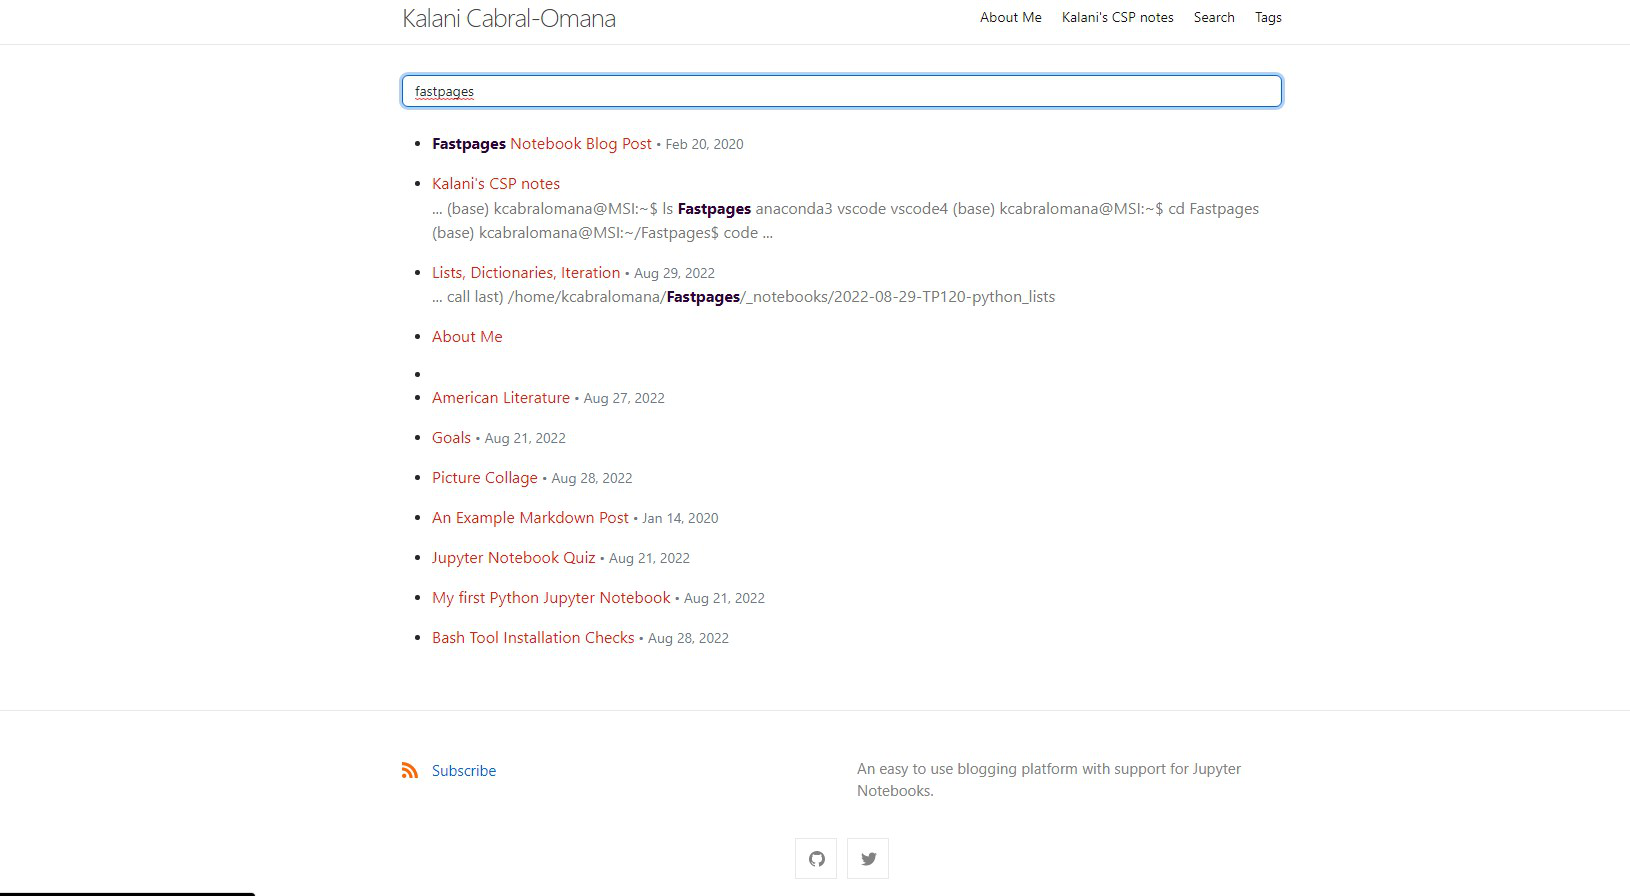 Kalani Cabral-Omana
About Me Kalani's CSP notes Search Tags
fastpages
• Fastpages Notebook Blog Post • Feb 20, 2020
• Kalani's CSP notes
... (base) kcabralomana@MSI:~$ ls Fastpages anaconda3 vscode vscode4 (base) kcabralomana@MSI:~$ cd Fastpages
(base) kcabralomana@MSI:~/Fastpages$ code ...
• Lists, Dictionaries, Iteration • Aug 29, 2022
... call last) /home/kcabralomana/Fastpages/_notebooks/2022-08-29-TP120-python_lists
• About Me
•
• American Literature • Aug 27, 2022
• Goals • Aug 21, 2022
• Picture Collage • Aug 28, 2022
• An Example Markdown Post • Jan 14, 2020
• Jupyter Notebook Quiz • Aug 21, 2022
• My first Python Jupyter Notebook • Aug 21, 2022
• Bash Tool Installation Checks • Aug 28, 2022
Subscribe
An easy to use blogging platform with support for Jupyter
Notebooks.